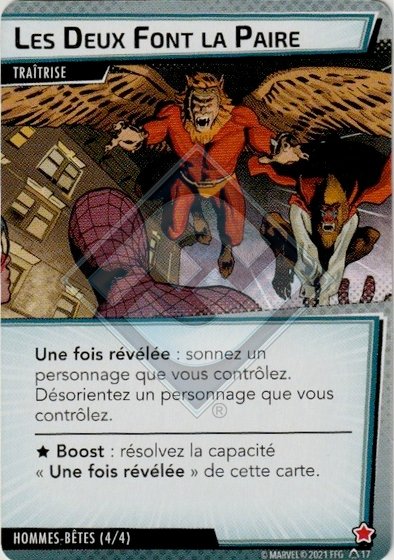 Les Deux Font la Paire
TRAÎTRISE
Une fois révélée : sonnez un
personnage que vous contrôlez.
Désorientez un personnage que vous
contrôlez.
★ Boost : résolvez la capacité
« Une fois révélée » de cette carte.
HOMMES-BÊTES (4/4)
© MARVEL © 2021 FFG 17
®